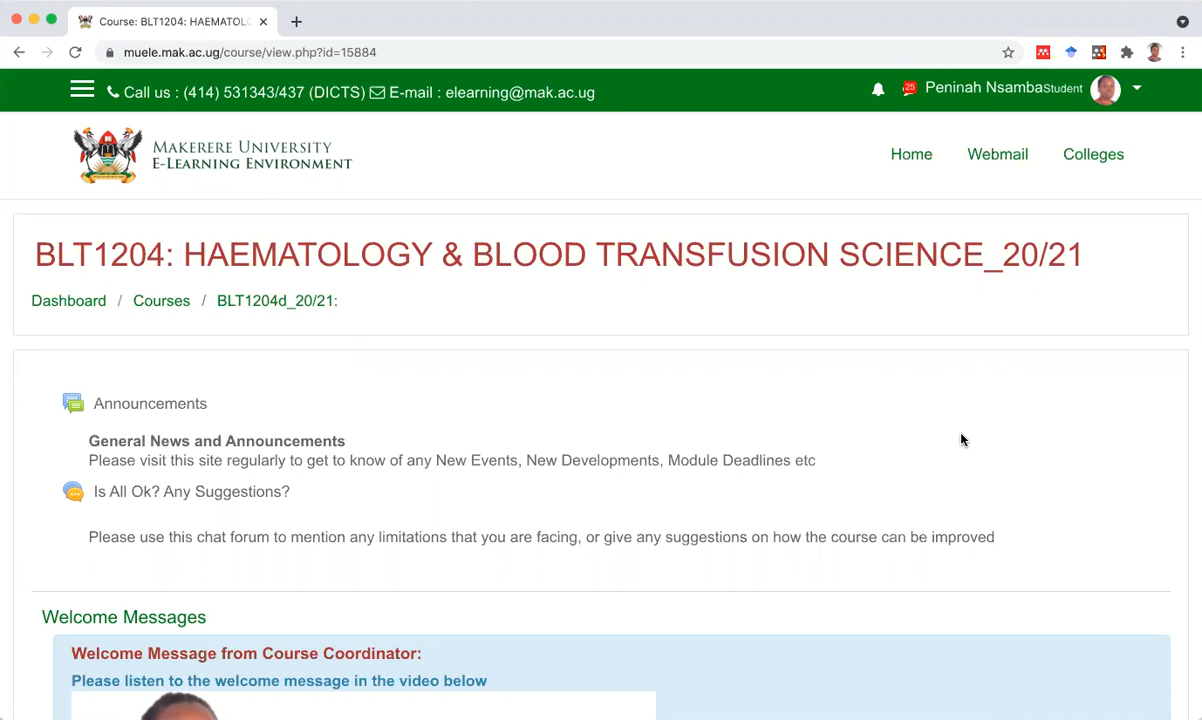 Course: BLT1204: HAEMATOL
muele.mak.ac.ug/course/view.php?id=15884
Call us : (414) 531343/437 (DICTS) E-mail : elearning@mak.ac.ug
25
Peninah Nsamba Student
MAKERERE UNIVERSITY
E-LEARNING ENVIRONMENT
Home Webmail Colleges
BLT1204: HAEMATOLOGY & BLOOD TRANSFUSION SCIENCE_20/21
Dashboard / Courses / BLT1204d_20/21:
Announcements
General News and Announcements
Please visit this site regularly to get to know of any New Events, New Developments, Module Deadlines etc
Is All Ok? Any Suggestions?
Please use this chat forum to mention any limitations that you are facing, or give any suggestions on how the course can be improved
Welcome Messages
Welcome Message from Course Coordinator:
Please listen to the welcome message in the video below